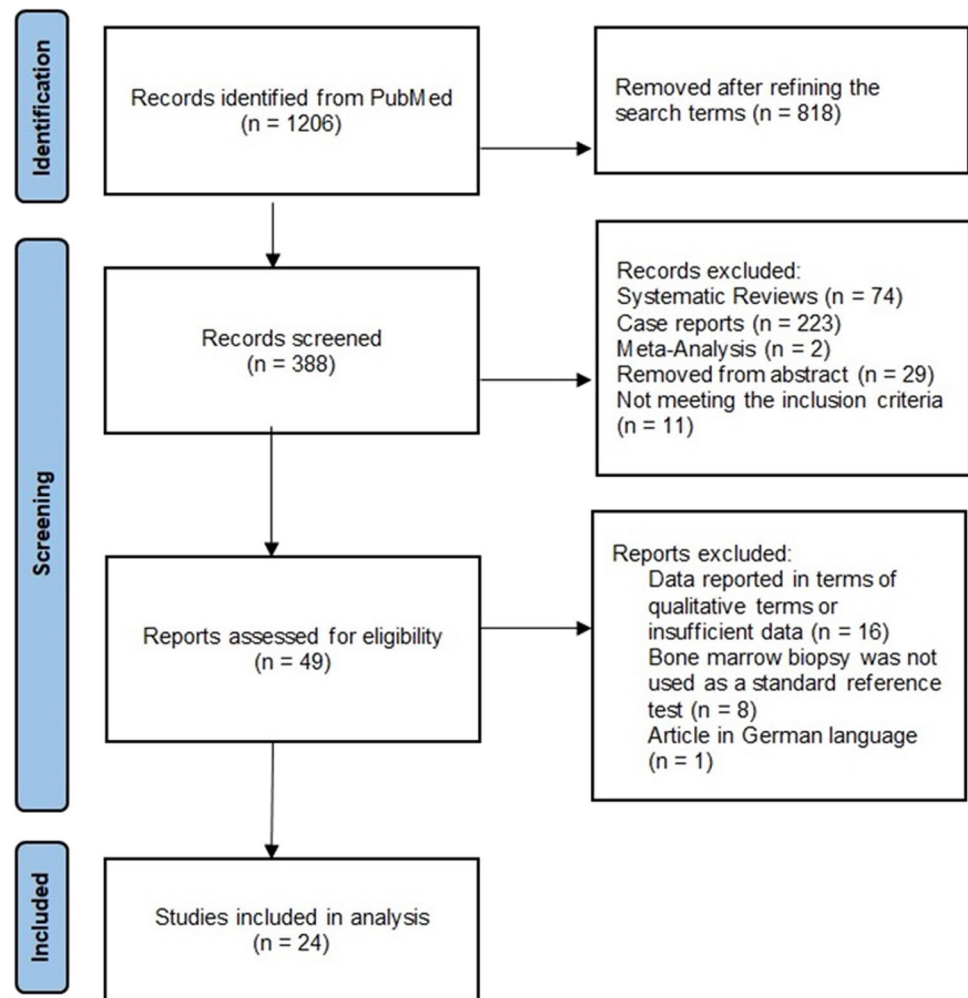 Identification
Records identified from PubMed
(n = 1206)
Removed after refining the
search terms (n = 818)
Screening
Records screened
(n = 388)
Records excluded:
Systematic Reviews (n = 74)
Case reports (n = 223)
Meta-Analysis (n = 2)
Removed from abstract (n = 29)
Not meeting the inclusion criteria
(n = 11)
Reports assessed for eligibility
(n = 49)
Reports excluded:
Data reported in terms of
qualitative terms or
insufficient data (n = 16)
Bone marrow biopsy was not
used as a standard reference
test (n = 8)
Article in German language
(n = 1)
Included
Studies included in analysis
(n = 24)